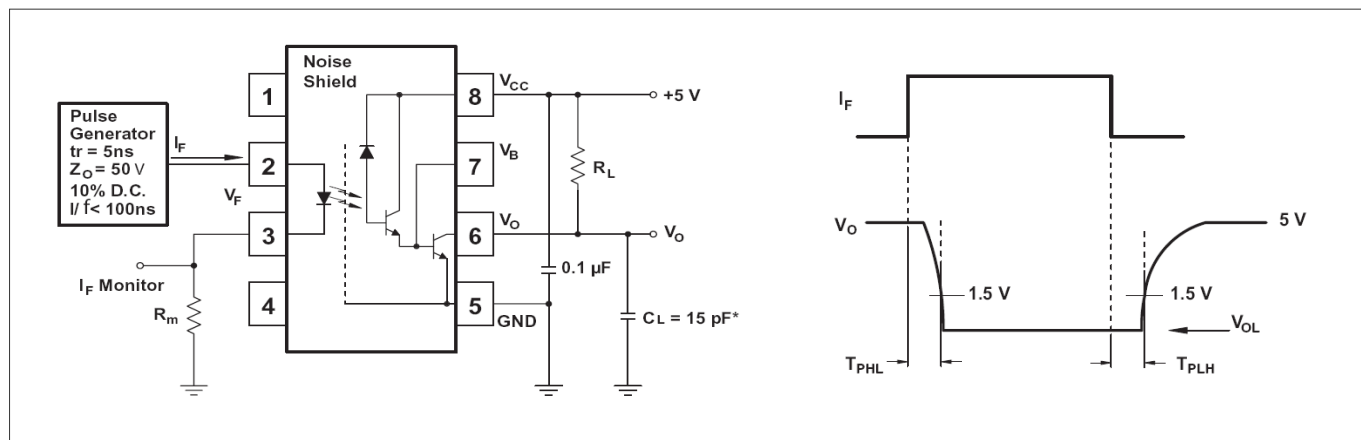 Pulse
Generator
tr = 5ns
ZO = 50 V
10% D.C.
I/ f < 100ns
IF
VF
IF Monitor
Rm
1
2
3
4
Noise
Shield
8
7
6
5
VCC
VB
VO
GND
+5 V
RL
VO
0.1 µF
CL = 15 pF*
IF
VO
5 V
1.5 V
1.5 V
VOL
TPHL
TPLH